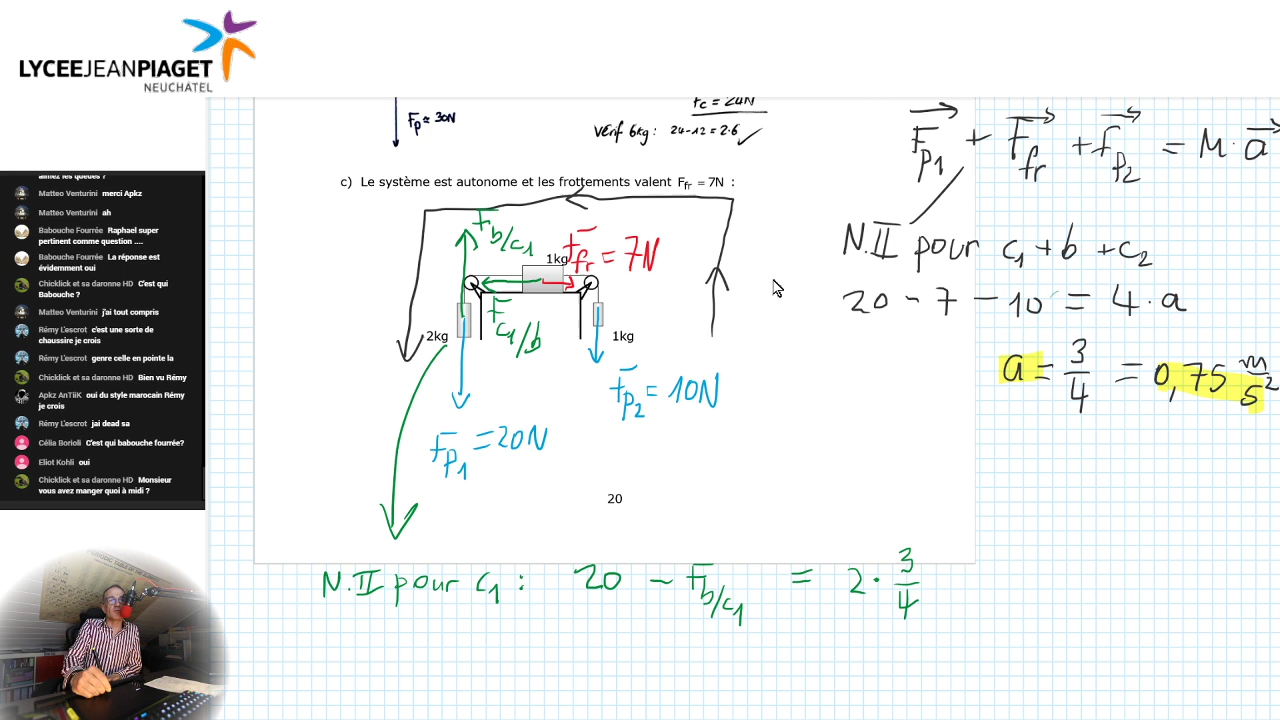 LYCEEJEANPIAGET
NEUCHÂTEL
aimez les queues ?
Matteo Venturini merci Apkz
Matteo Venturini ah
Babouche Fourrée Raphael super
pertinent comme question ....
Babouche Fourrée La réponse est
évidemment oui
Chicklick et sa daronne HD C'est qui
Babouche ?
Matteo Venturini j'ai tout compris
Rémy L'escrot c'est une sorte de
chaussure je crois
Rémy L'escrot genre celle en pointe la
Chicklick et sa daronne HD Bien vu Rémy
Apkz AnTiiK oui du style marocain Rémy
je crois
Rémy L'escrot jai dead sa
Célia Borioli C'est qui babouche fourrée?
Eliot Kohli oui
Chicklick et sa daronne HD Monsieur
vous avez manger quoi à midi ?
Fp = 30N
Fc = 24N
Vérif 6kg : 24-12 = 2·6 ✓
c) Le système est autonome et les frottements valent Ffr = 7N :
Fb/c1
Ffr = 7N
1kg
Fc1/b
2kg
1kg
Fp2 = 10N
Fp1 = 20N
20
N.II pour c1 : 20 - Fb/c1 = 2 · 3/4
Fp1 + Ffr + Fp2 = M · a
N.II pour c1 + b + c2
20 - 7 - 10 = 4 · a
a = 3/4 = 0,75 m/s²